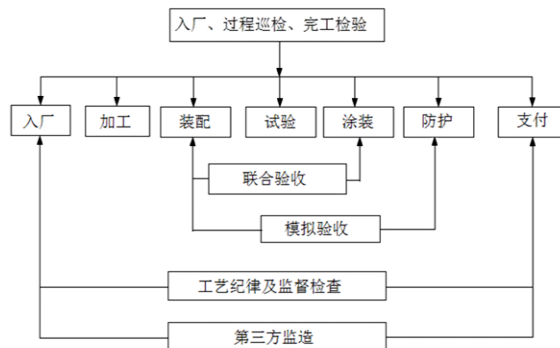 入厂、过程巡检、完工检验
入厂
加工
装配
试验
涂装
防护
支付
联合验收
模拟验收
工艺纪律及监督检查
第三方监造